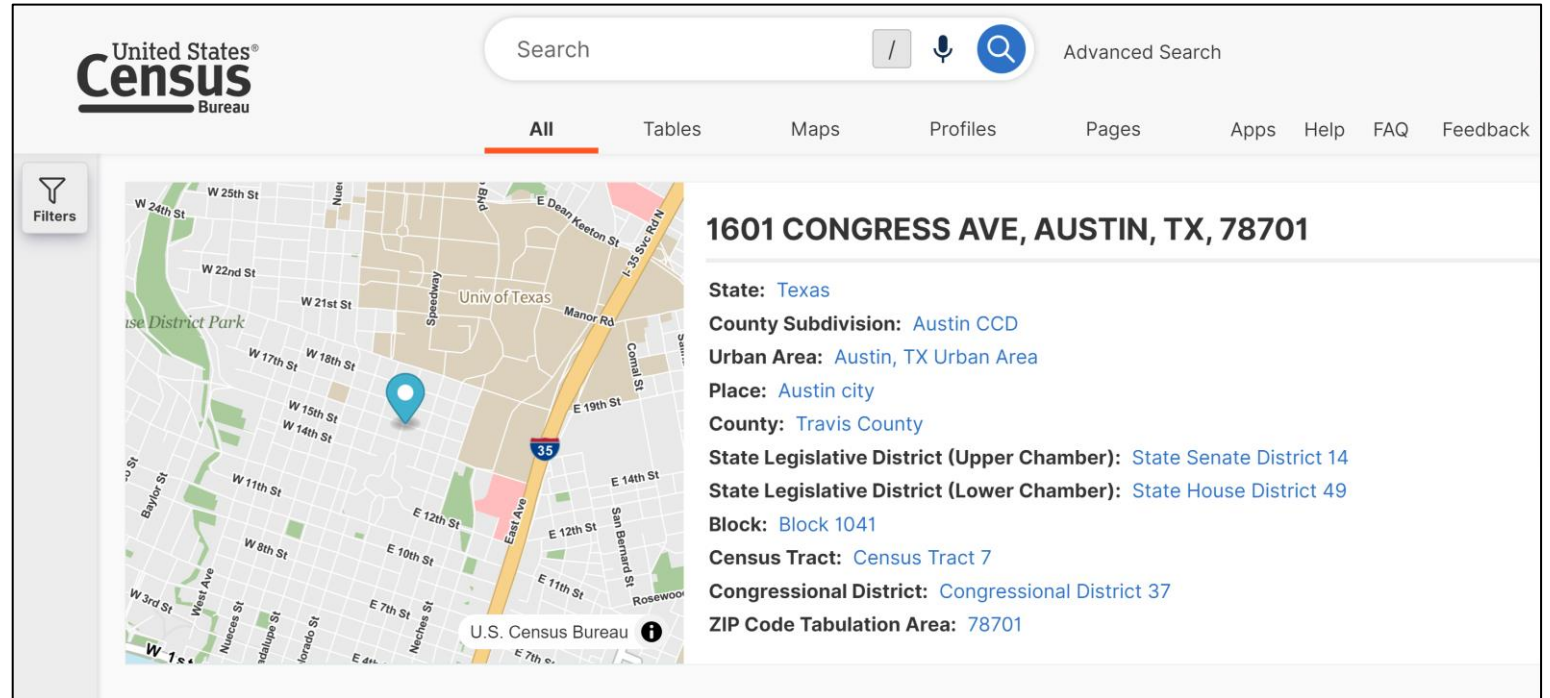 United States®
Census
Bureau
Search
/
Advanced Search
All Tables Maps Profiles Pages Apps Help FAQ Feedback
Filters
1601 CONGRESS AVE, AUSTIN, TX, 78701
State: Texas
County Subdivision: Austin CCD
Urban Area: Austin, TX Urban Area
Place: Austin city
County: Travis County
State Legislative District (Upper Chamber): State Senate District 14
State Legislative District (Lower Chamber): State House District 49
Block: Block 1041
Census Tract: Census Tract 7
Congressional District: Congressional District 37
ZIP Code Tabulation Area: 78701
W 25th St
W 24th St
E Dean Keeton St
I-35 Svc Rd N
W 22nd St
Speedway
Univ of Texas
W 21st St
Manor Rd
District Park
W 17th St
W 18th St
Comal St
W 15th St
E 19th St
W 14th St
35
W 11th St
E 14th St
Baylor St
E 12th St
East Ave
E 12th St
San Bernard St
W 8th St
E 10th St
E 11th St
W 3rd St
West Ave
E 7th St
Nueces St
Neches St
U.S. Census Bureau
E 7th